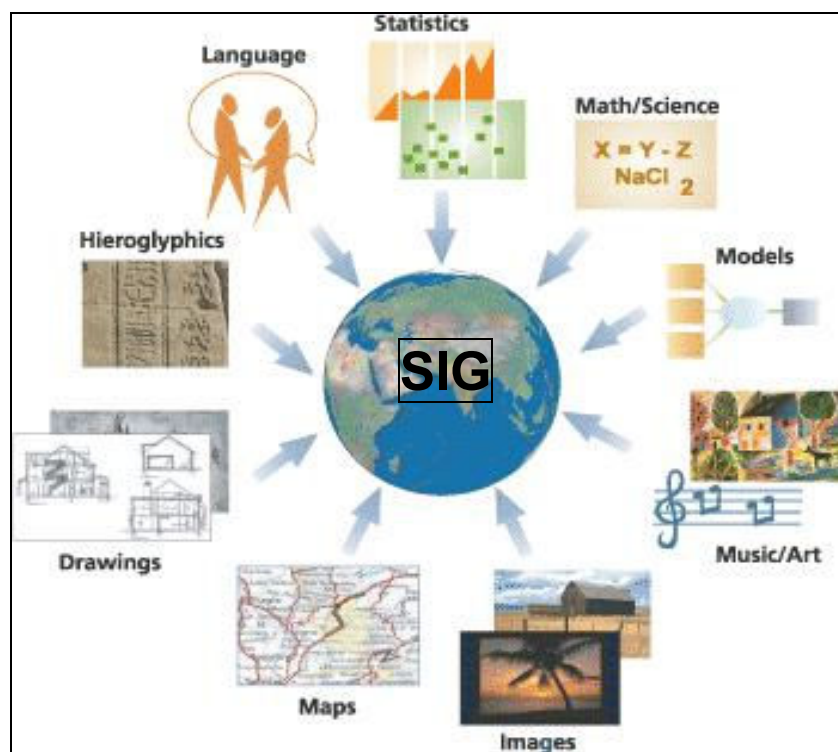 Statistics
Language
Math/Science
X = Y - Z
NaCl 2
Hieroglyphics
Models
SIG
Drawings
Music/Art
Maps
Images